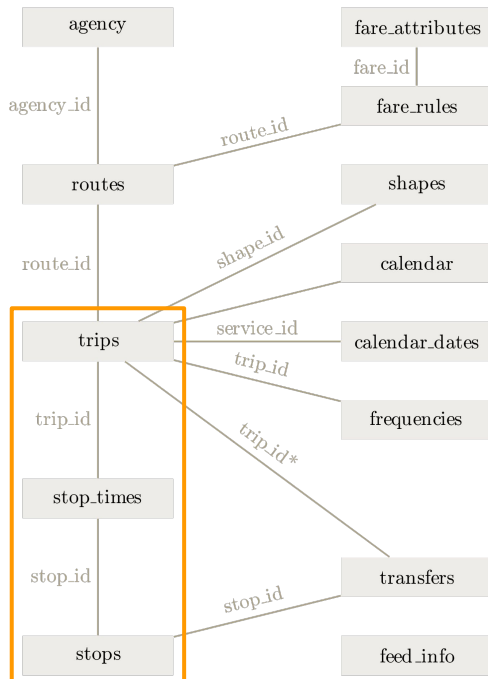 agency
fare_attributes
fare_id
agency_id
fare_rules
route_id
routes
shapes
shape_id
route_id
calendar
trips
service_id
calendar_dates
trip_id
trip_id
frequencies
trip_id*
stop_times
stop_id
transfers
stop_id
stops
feed_info